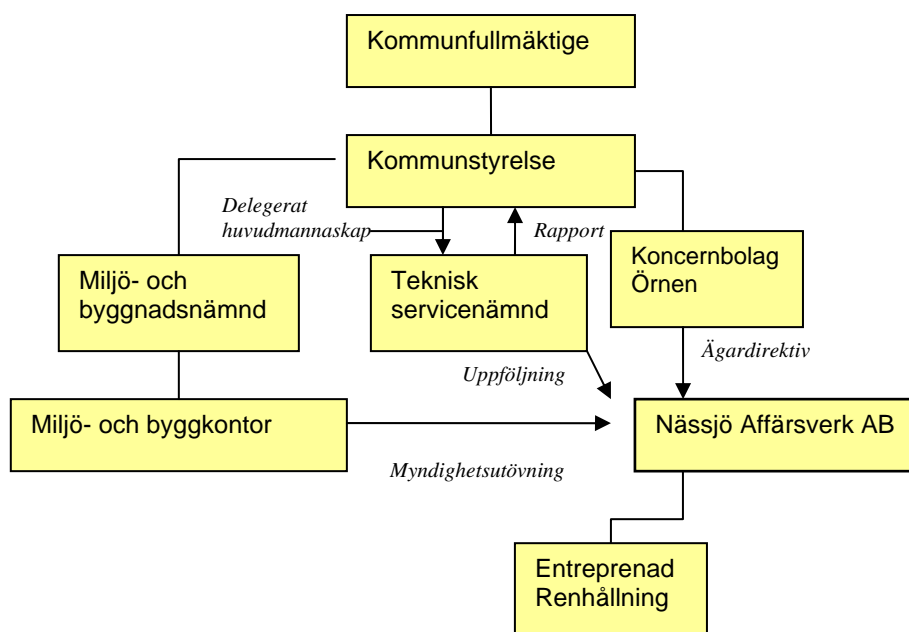 Kommunfullmäktige
Kommunstyrelse
Delegerat
huvudmannaskap
Rapport
Miljö- och
byggnadsnämnd
Teknisk
servicenämnd
Koncernbolag
Örnen
Uppföljning
Ägardirektiv
Miljö- och byggkontor
Nässjö Affärsverk AB
Myndighetsutövning
Entreprenad
Renhållning